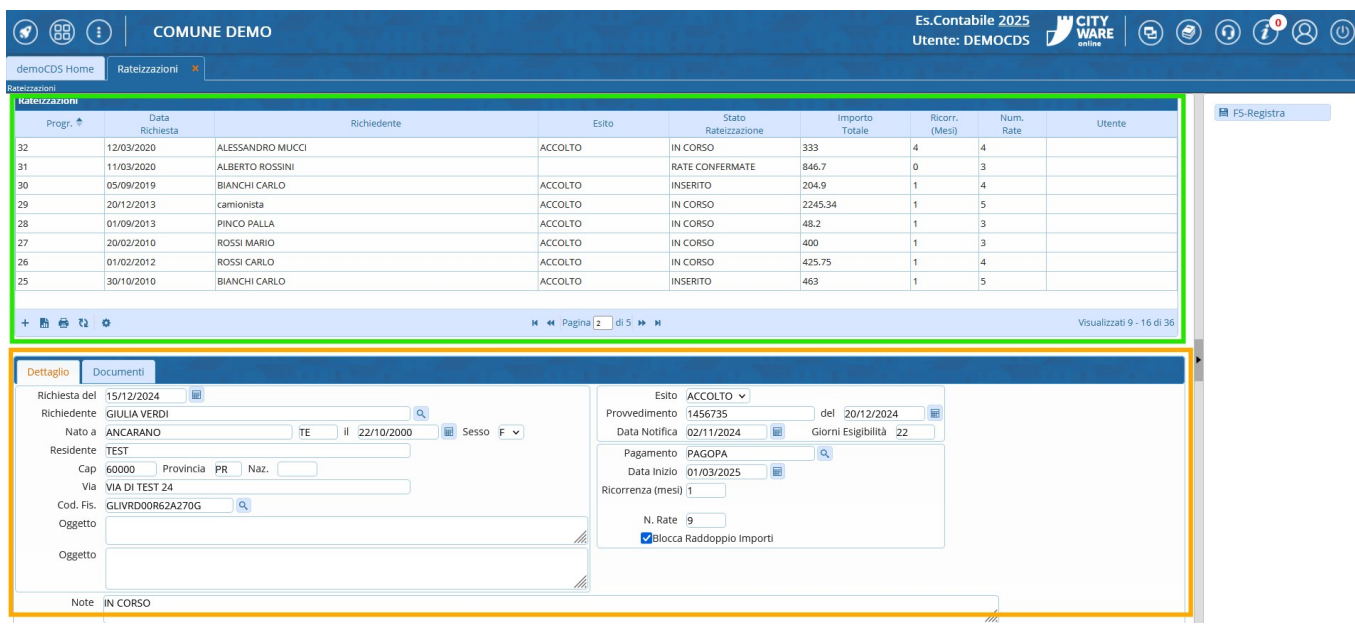 COMUNE DEMO
Es.Contabile 2025
Utente: DEMOCDS
CITY
WARE
online
0
demoCDS Home
Rateizzazioni ×
Rateizzazioni
Rateizzazioni
Progr. Data Richiesta Richiedente Esito Stato Rateizzazione Importo Totale Ricorr. (Mesi) Num. Rate Utente
32 12/03/2020 ALESSANDRO MUCCI ACCOLTO IN CORSO 333 4 4
31 11/03/2020 ALBERTO ROSSINI RATE CONFERMATE 846.7 0 3
30 05/09/2019 BIANCHI CARLO ACCOLTO INSERITO 204.9 1 4
29 20/12/2013 camionista ACCOLTO IN CORSO 2245.34 1 5
28 01/09/2013 PINCO PALLA ACCOLTO IN CORSO 48.2 1 3
27 20/02/2010 ROSSI MARIO ACCOLTO IN CORSO 400 1 3
26 01/02/2012 ROSSI CARLO ACCOLTO IN CORSO 425.75 1 4
25 30/10/2010 BIANCHI CARLO ACCOLTO INSERITO 463 1 5
Pagina 2 di 5
Visualizzati 9 - 16 di 36
F5-Registra
Dettaglio Documenti
Richiesta del 15/12/2024
Richiedente GIULIA VERDI
Nato a ANCARANO TE il 22/10/2000 Sesso F
Residente TEST
Cap 60000 Provincia PR Naz.
Via VIA DI TEST 24
Cod. Fis. GLIVRD00R62A270G
Oggetto
Oggetto
Note IN CORSO
Esito ACCOLTO
Provvedimento 1456735 del 20/12/2024
Data Notifica 02/11/2024 Giorni Esigibilità 22
Pagamento PAGOPA
Data Inizio 01/03/2025
Ricorrenza (mesi) 1
N. Rate 9
Blocca Raddoppio Importi